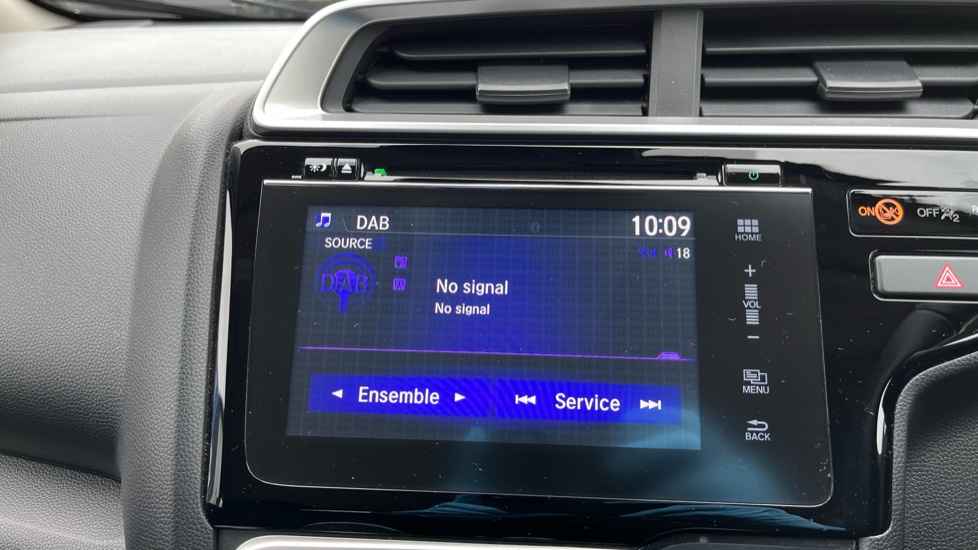 DAB
10:09
SOURCE
18
DAB
No signal
No signal
Ensemble
Service
HOME
+
VOL
−
MENU
BACK
ON
OFF